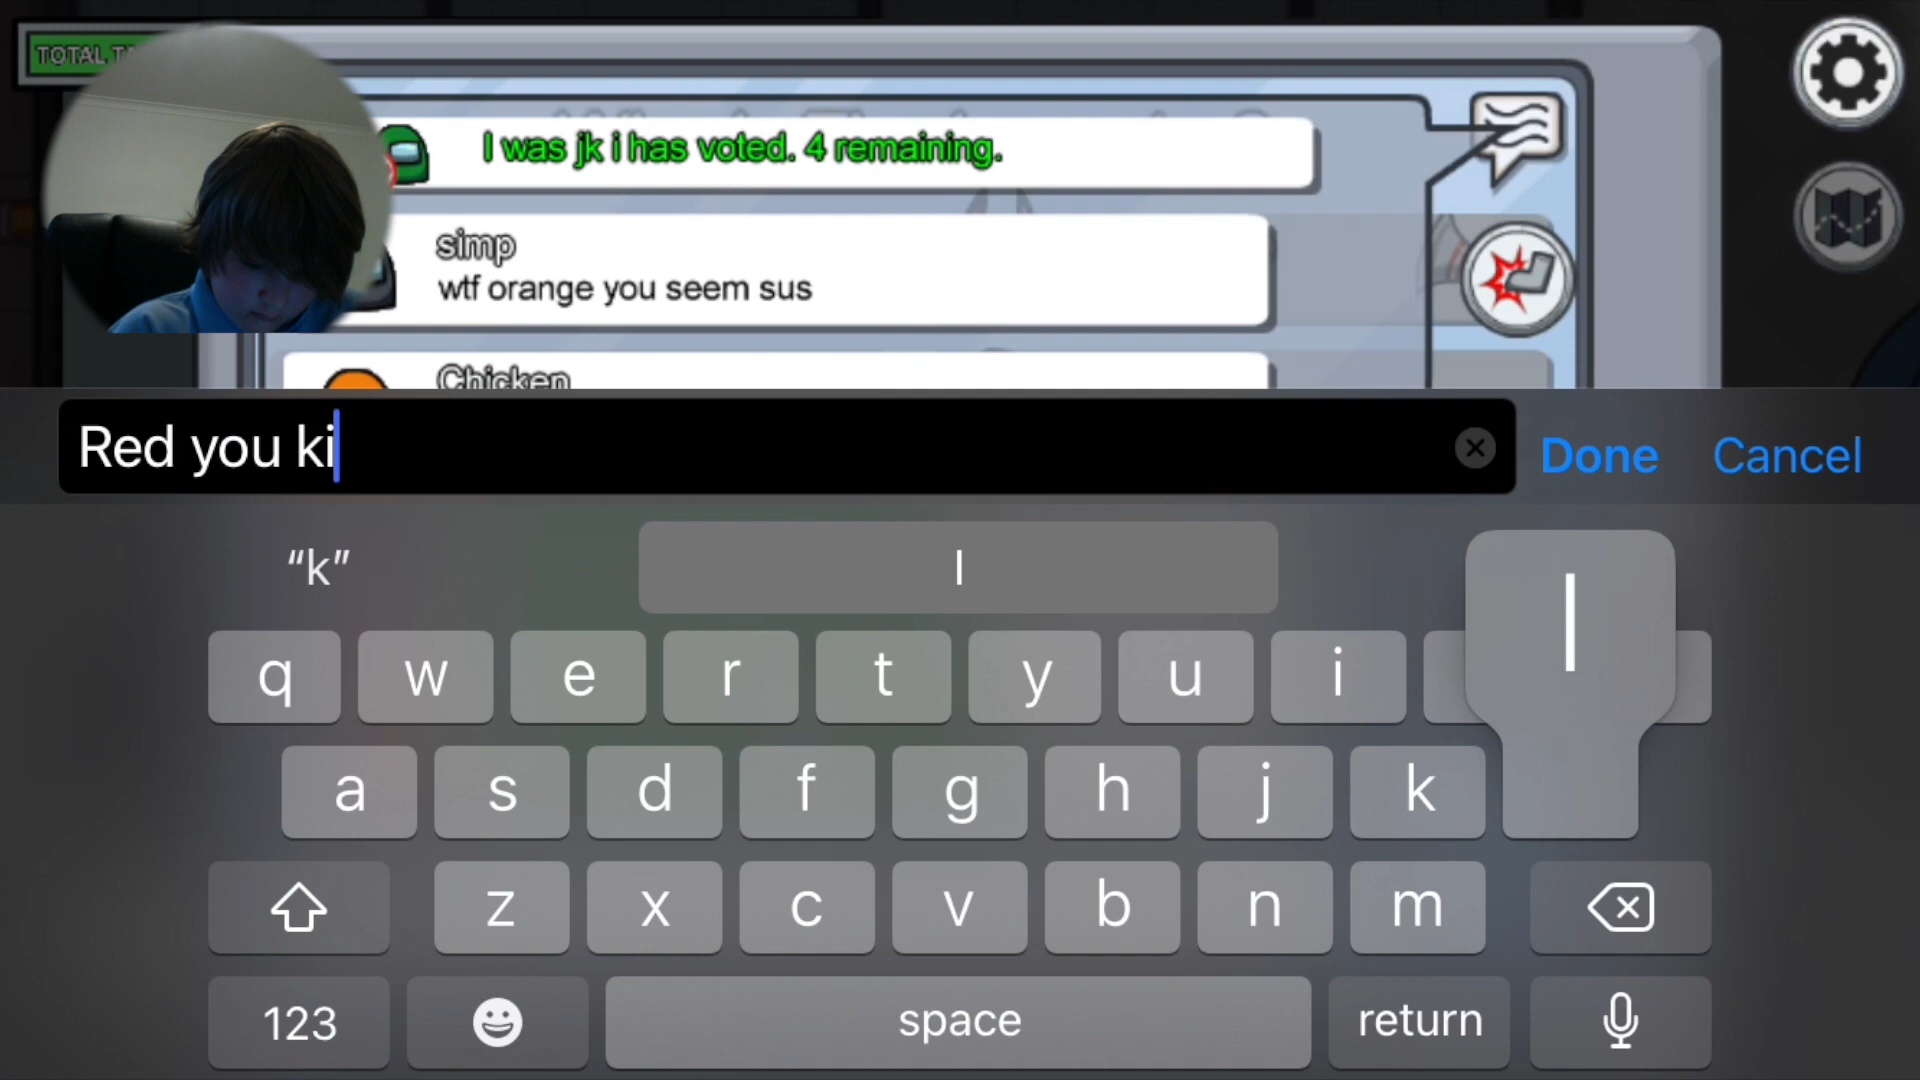 TOTAL
I was jk i has voted. 4 remaining.
simp
wtf orange you seem sus
Chicken
Red you ki
Done
Cancel
“k”
I
l
q w e r t y u i
a s d f g h j k
z x c v b n m
123
space
return